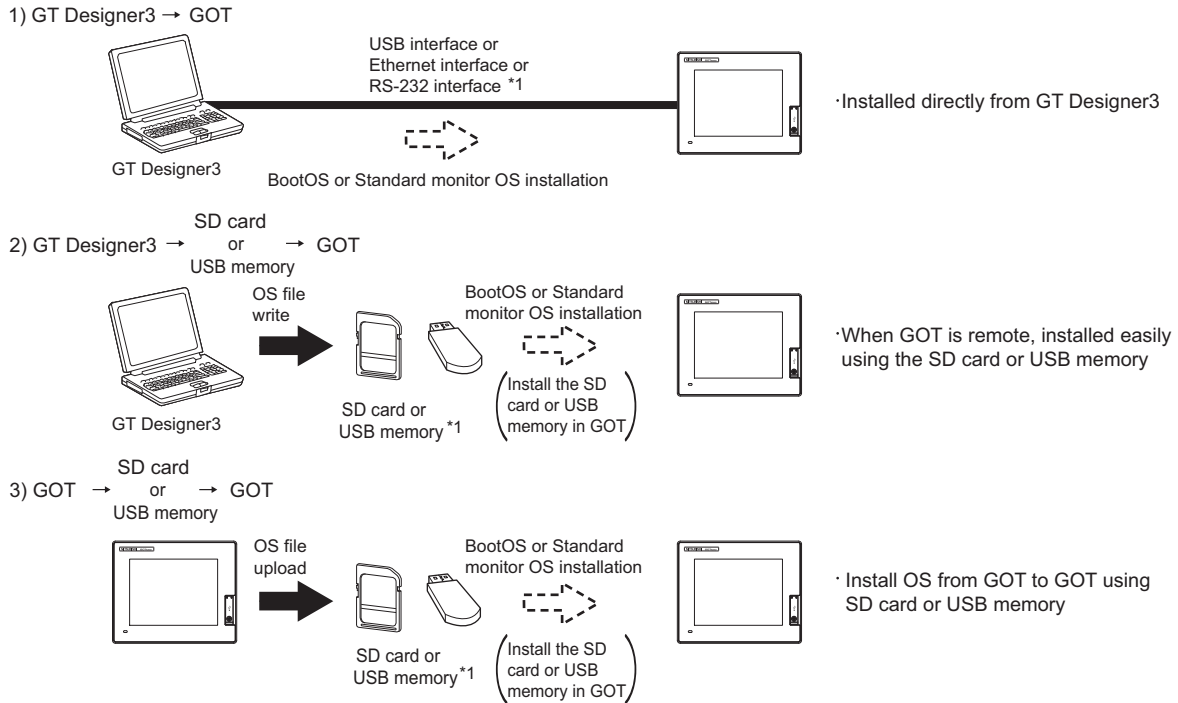 1) GT Designer3 → GOT
USB interface or
Ethernet interface or
RS-232 interface *1
GT Designer3
BootOS or Standard monitor OS installation
·Installed directly from GT Designer3
2) GT Designer3 → SD card or USB memory → GOT
OS file
write
BootOS or Standard
monitor OS installation
GT Designer3
SD card or
USB memory *1
(Install the SD
card or USB
memory in GOT)
·When GOT is remote, installed easily
using the SD card or USB memory
3) GOT → SD card or USB memory → GOT
OS file
upload
BootOS or Standard
monitor OS installation
SD card or
USB memory *1
(Install the SD
card or USB
memory in GOT)
· Install OS from GOT to GOT using
SD card or USB memory